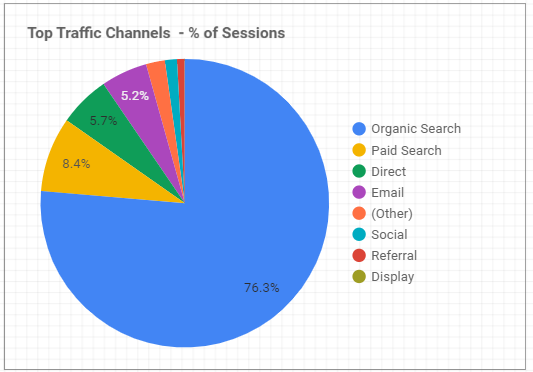 Top Traffic Channels - % of Sessions
5.2%
5.7%
8.4%
76.3%
Organic Search
Paid Search
Direct
Email
(Other)
Social
Referral
Display